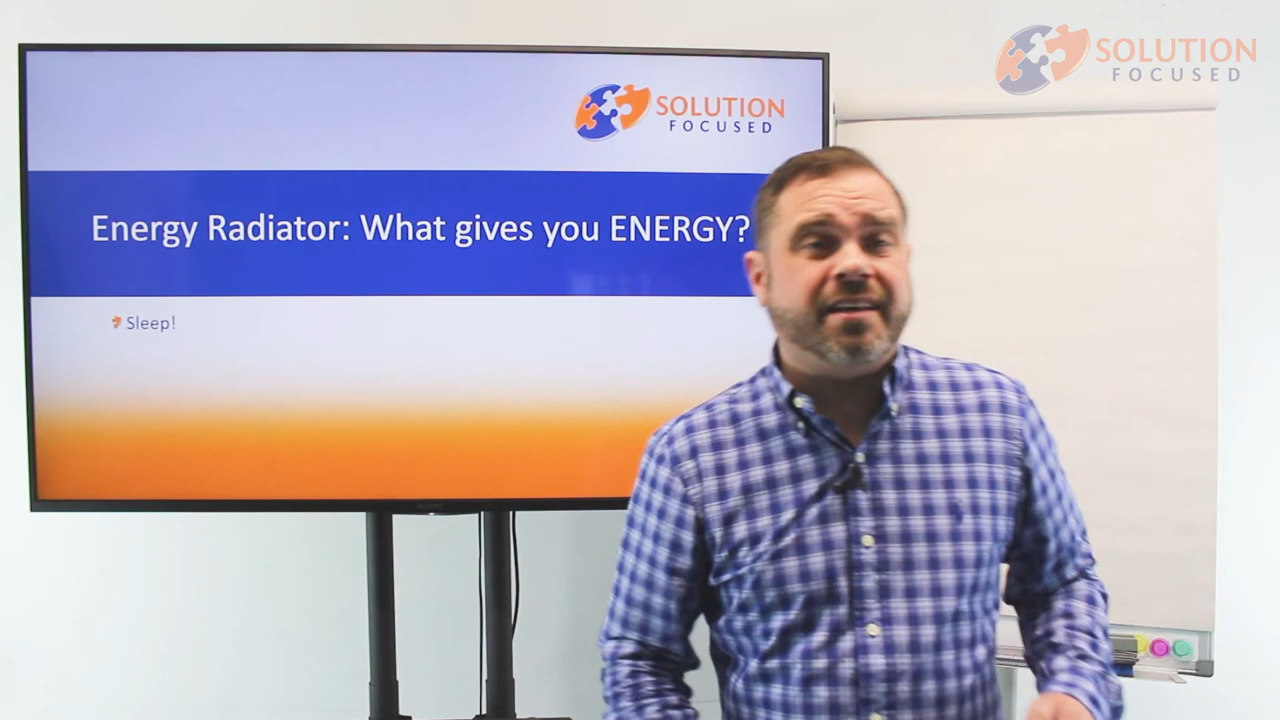 SOLUTION
FOCUSED
SOLUTION
FOCUSED
Energy Radiator: What gives you ENERGY?
Sleep!